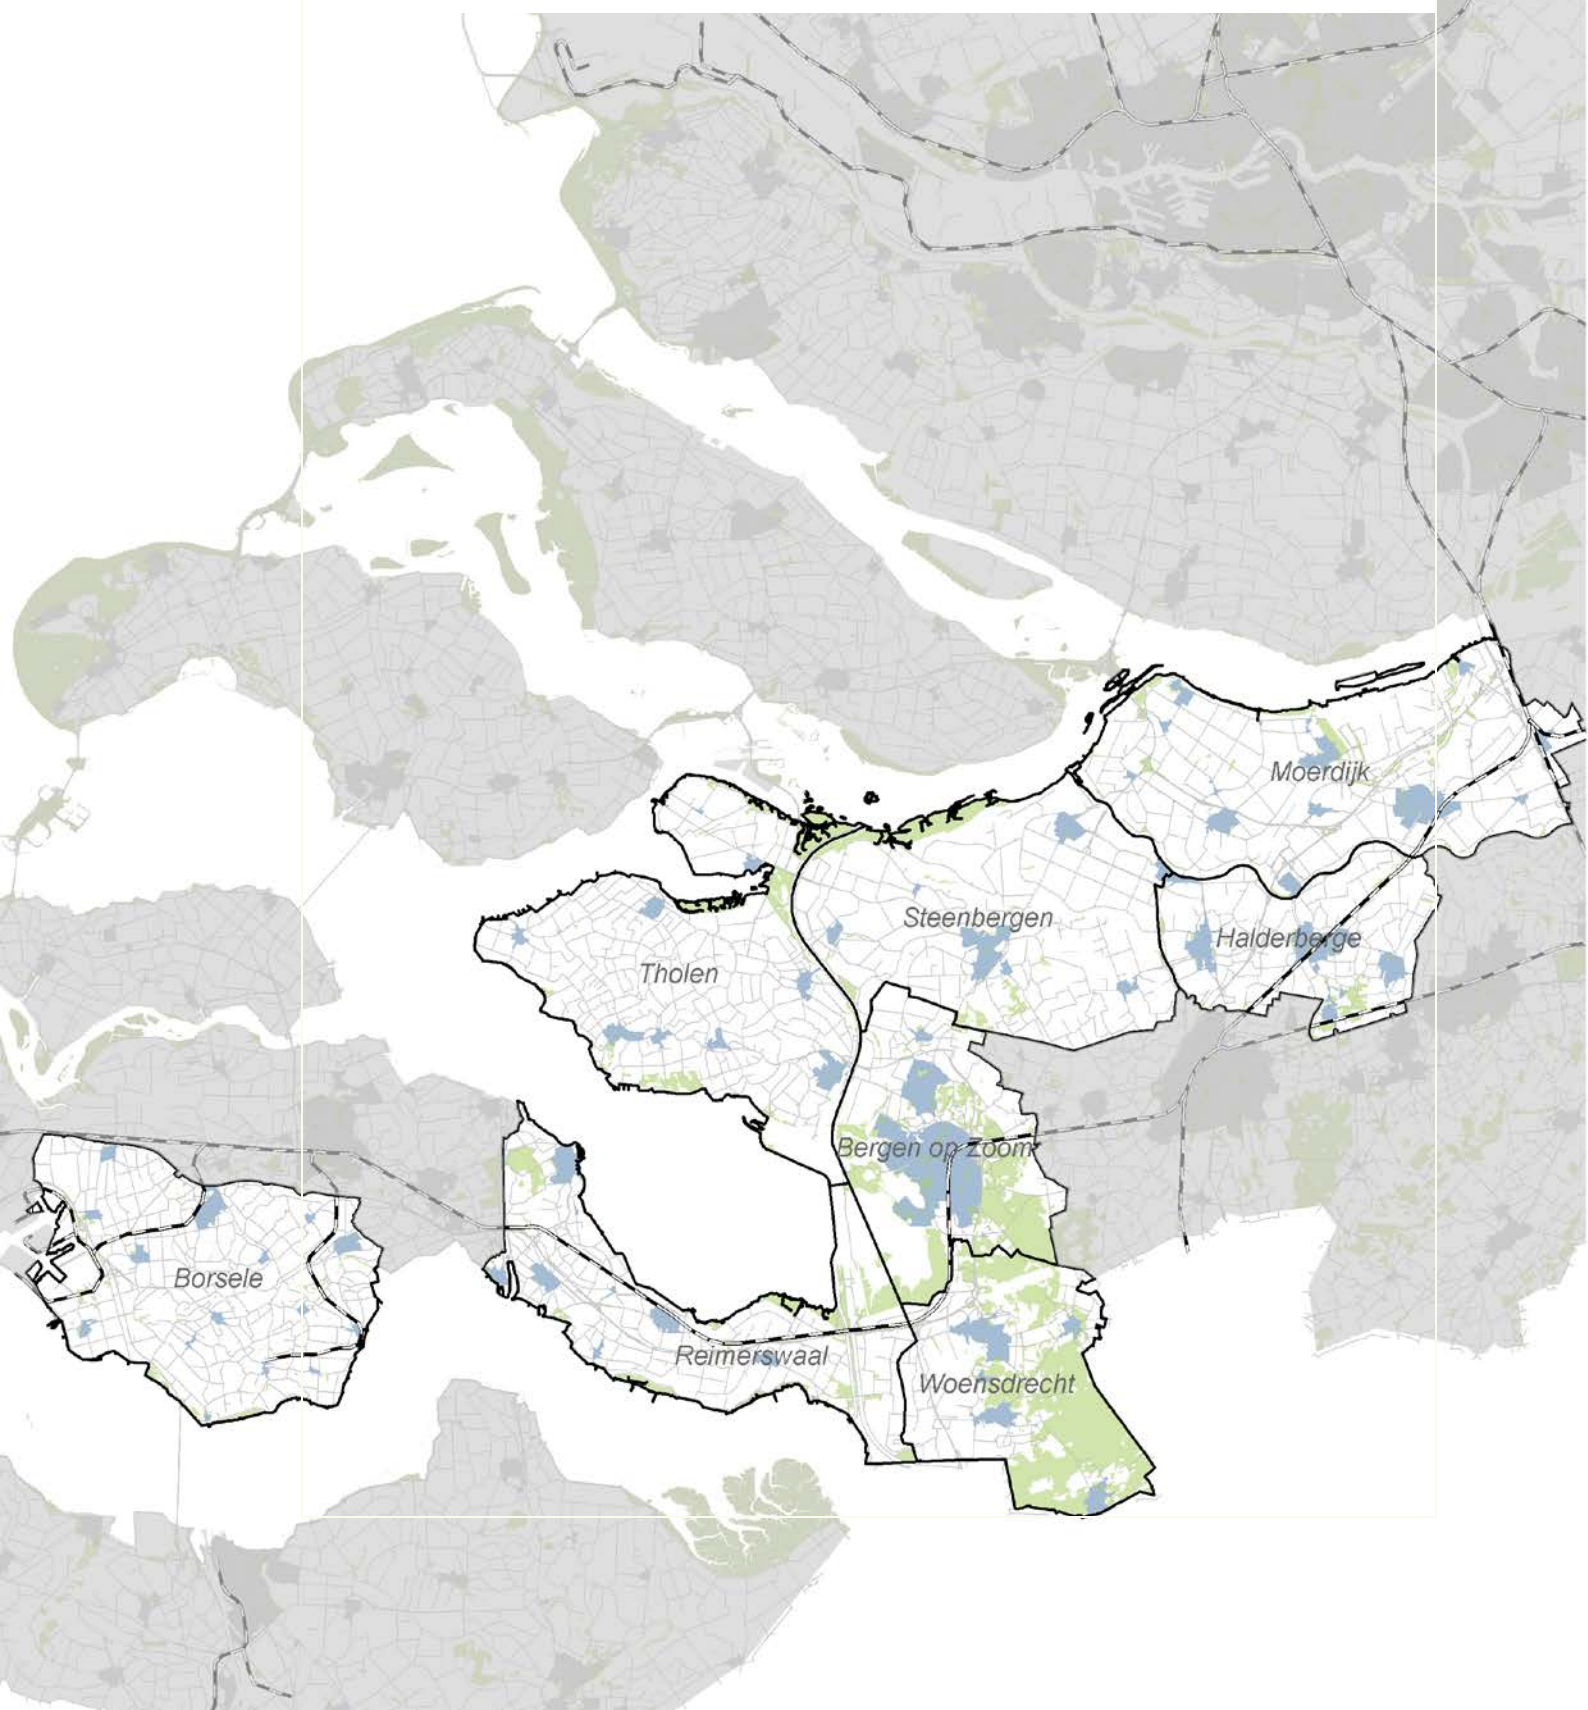 Moerdijk
Steenbergen
Halderberge
Tholen
Bergen op Zoom
Borsele
Reimerswaal
Woensdrecht